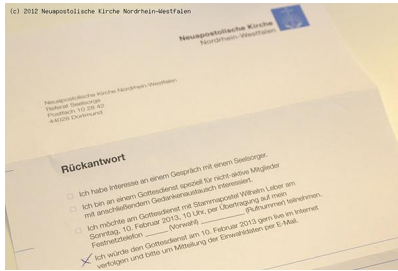 (c) 2012 Neuapostolische Kirche Nordrhein-Westfalen
Neuapostolische Kirche
Nordrhein-Westfalen
Neuapostolische Kirche Nordrhein-Westfalen
Referat Seelsorge
Postfach 10 28 42
44028 Dortmund
Rückantwort
Ich habe Interesse an einem Gespräch mit einem Seelsorger.
Ich bin an einem Gottesdienst speziell für nicht-aktive Mitglieder
mit anschließendem Gedankenaustausch interessiert.
Ich möchte am Gottesdienst mit Stammapostel Wilhelm Leber am
Sonntag, 10. Februar 2013, 10 Uhr, per Übertragung auf mein
Festnetztelefon ______ (Vorwahl) ____________ (Rufnummer) teilnehmen.
Ich würde den Gottesdienst am 10. Februar 2013 gern live im Internet
verfolgen und bitte um Mitteilung der Einwahldaten per E-Mail.